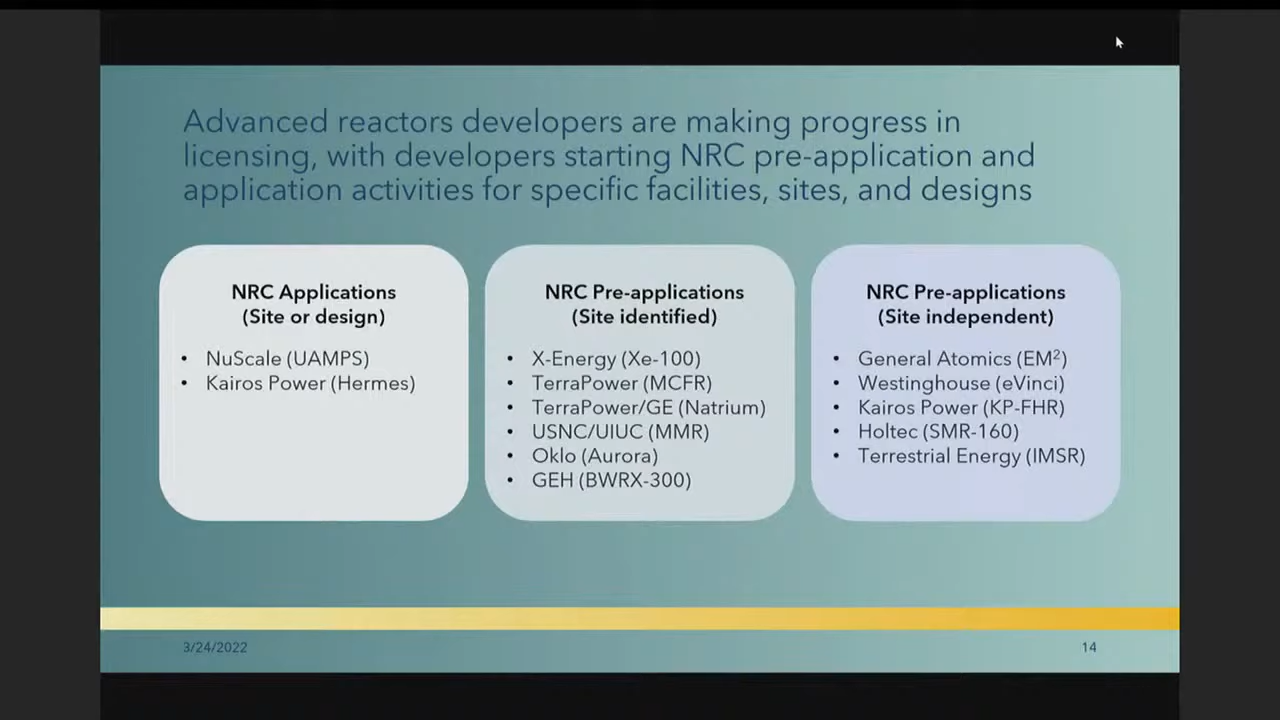 Advanced reactors developers are making progress in
licensing, with developers starting NRC pre-application and
application activities for specific facilities, sites, and designs
NRC Applications
(Site or design)
• NuScale (UAMPS)
• Kairos Power (Hermes)
NRC Pre-applications
(Site identified)
• X-Energy (Xe-100)
• TerraPower (MCFR)
• TerraPower/GE (Natrium)
• USNC/UIUC (MMR)
• Oklo (Aurora)
• GEH (BWRX-300)
NRC Pre-applications
(Site independent)
• General Atomics (EM²)
• Westinghouse (eVinci)
• Kairos Power (KP-FHR)
• Holtec (SMR-160)
• Terrestrial Energy (IMSR)
3/24/2022
14